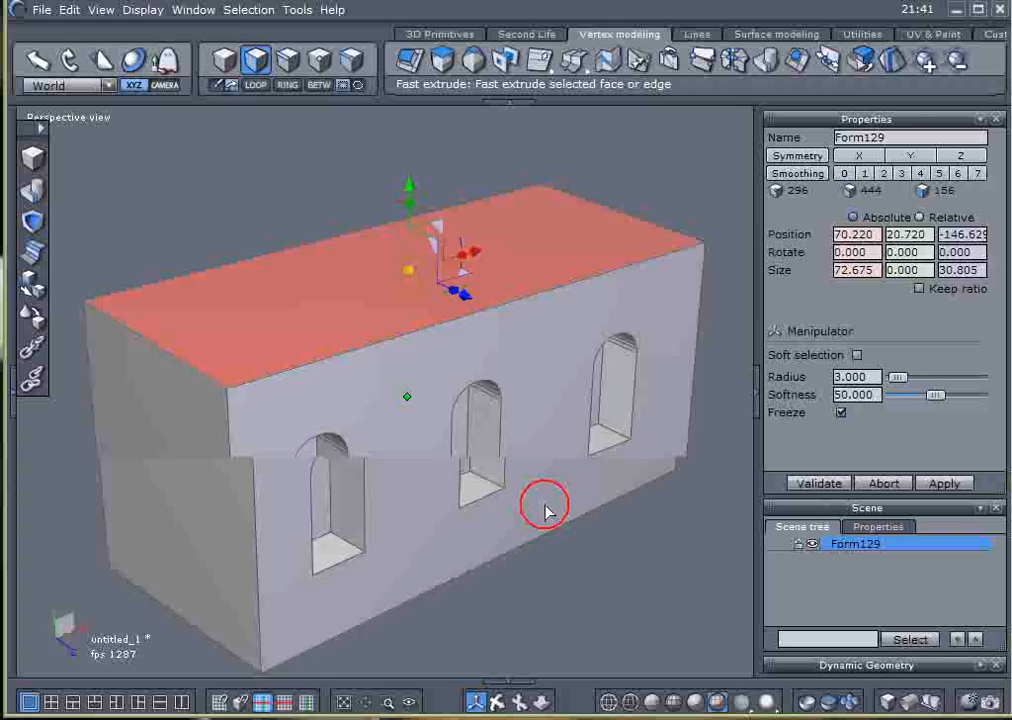 File Edit View Display Window Selection Tools Help 21:41
3D Primitives Second Life Vertex modeling Lines Surface modeling Utilities UV & Paint Cust
World XYZ CAMERA LOOP RING BETW Fast extrude: Fast extrude selected face or edge
Perspective view
Properties
Name Form129
Symmetry X Y Z
Smoothing 0 1 2 3 4 5 6 7
296 444 156
Absolute Relative
Position 70.220 20.720 -146.629
Rotate 0.000 0.000 0.000
Size 72.675 0.000 30.805
Keep ratio
Manipulator
Soft selection
Radius 3.000
Softness 50.000
Freeze
Validate Abort Apply
Scene
Scene tree Properties
Form129
untitled_1 *
fps 1287
Select
Dynamic Geometry